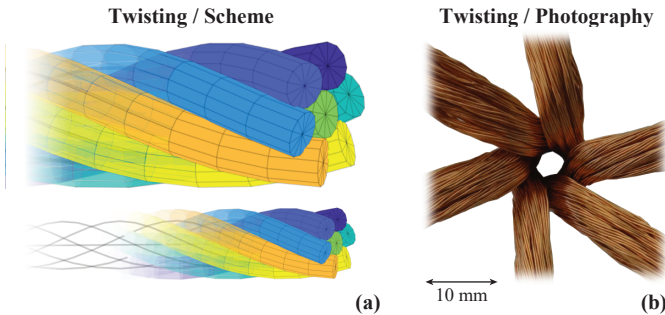 Twisting / Scheme
Twisting / Photography
10 mm
(a)
(b)